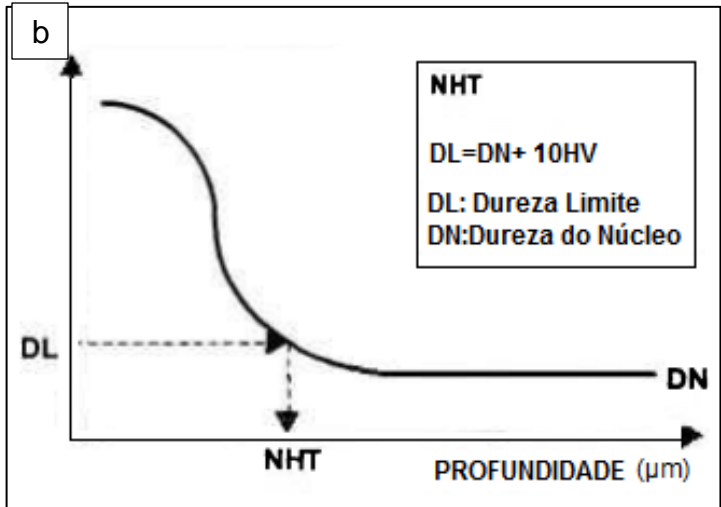 b
NHT
DL=DN+ 10HV
DL: Dureza Limite
DN:Dureza do Núcleo
DL
DN
NHT
PROFUNDIDADE (µm)